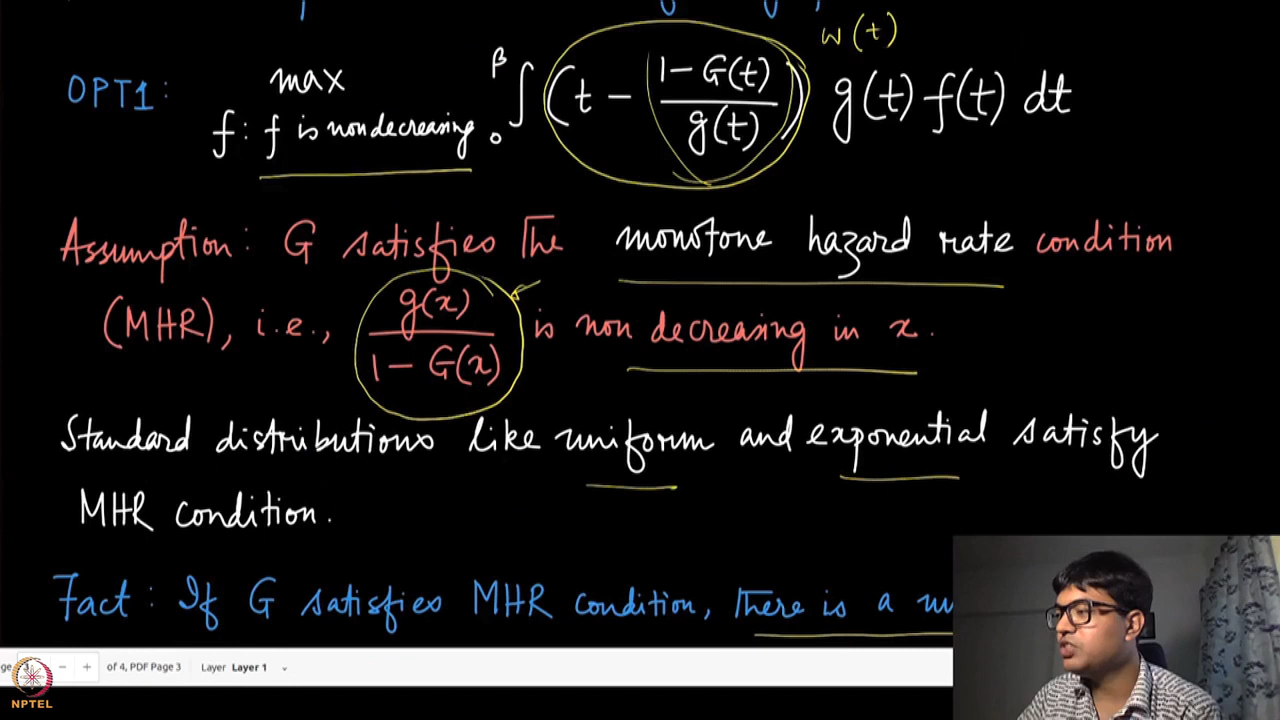 w(t)
OPT1: max f: f is nondecreasing ∫₀^β (t − (1 − G(t))/g(t)) g(t) f(t) dt
Assumption: G satisfies the monotone hazard rate condition
(MHR), i.e., g(x)/(1 − G(x)) is non decreasing in x.
Standard distributions like uniform and exponential satisfy
MHR condition.
Fact: If G satisfies MHR condition, there is a
of 4, PDF Page 3 Layer Layer 1
NPTEL